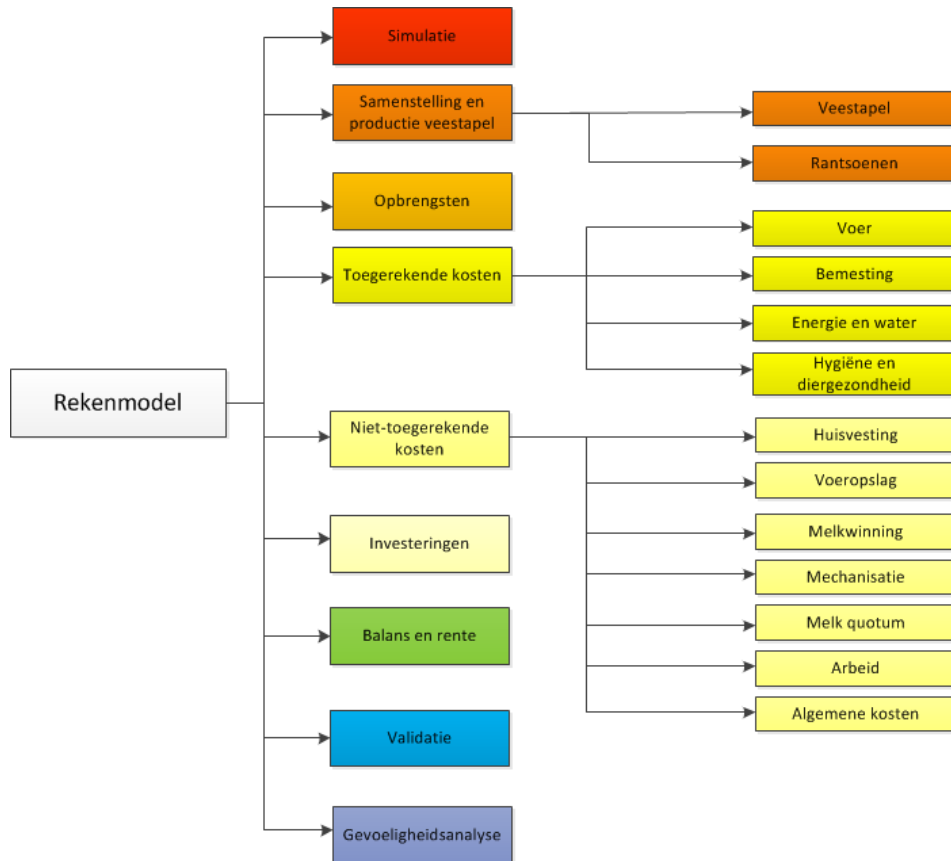 Rekenmodel
Simulatie
Samenstelling en
productie veestapel
Veestapel
Rantsoenen
Opbrengsten
Toegerekende kosten
Voer
Bemesting
Energie en water
Hygiëne en
diergezondheid
Niet-toegerekende
kosten
Huisvesting
Voeropslag
Melkwinning
Mechanisatie
Melk quotum
Arbeid
Algemene kosten
Investeringen
Balans en rente
Validatie
Gevoeligheidsanalyse